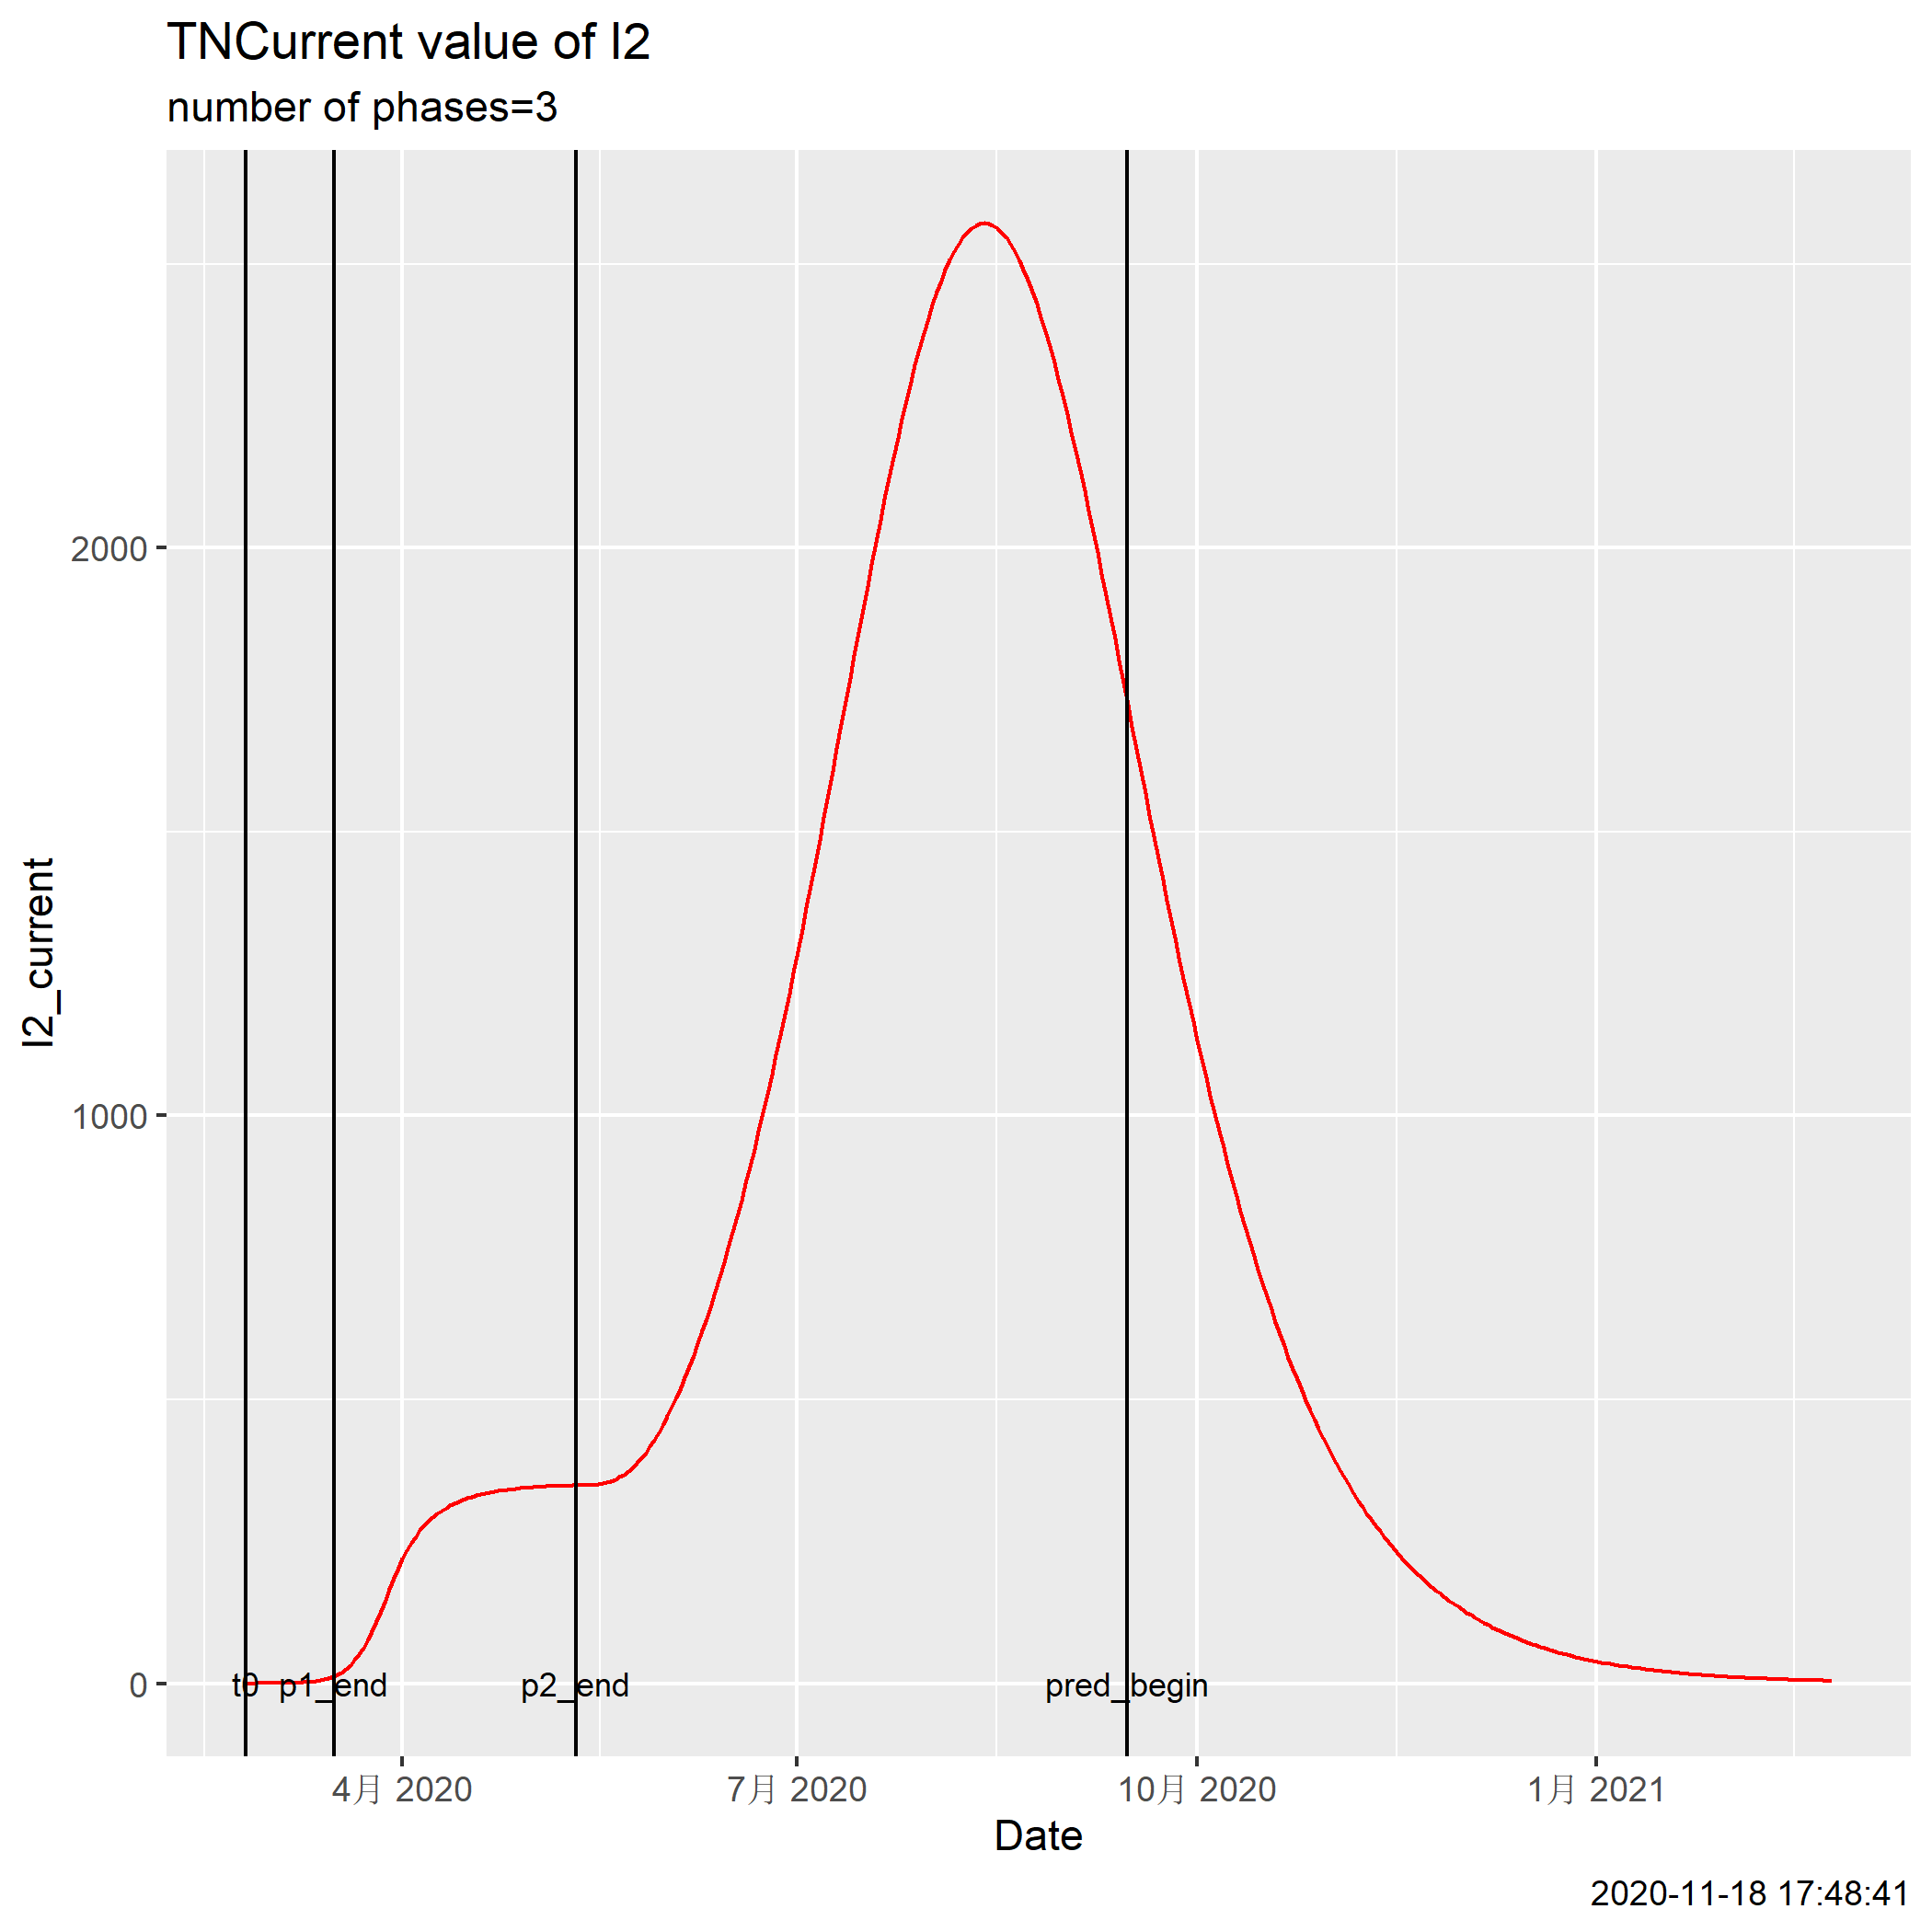 TNCurrent value of I2
number of phases=3
I2_current
2000
1000
0
t0 p1_end p2_end pred_begin
4月 2020 7月 2020 10月 2020 1月 2021
Date
2020-11-18 17:48:41